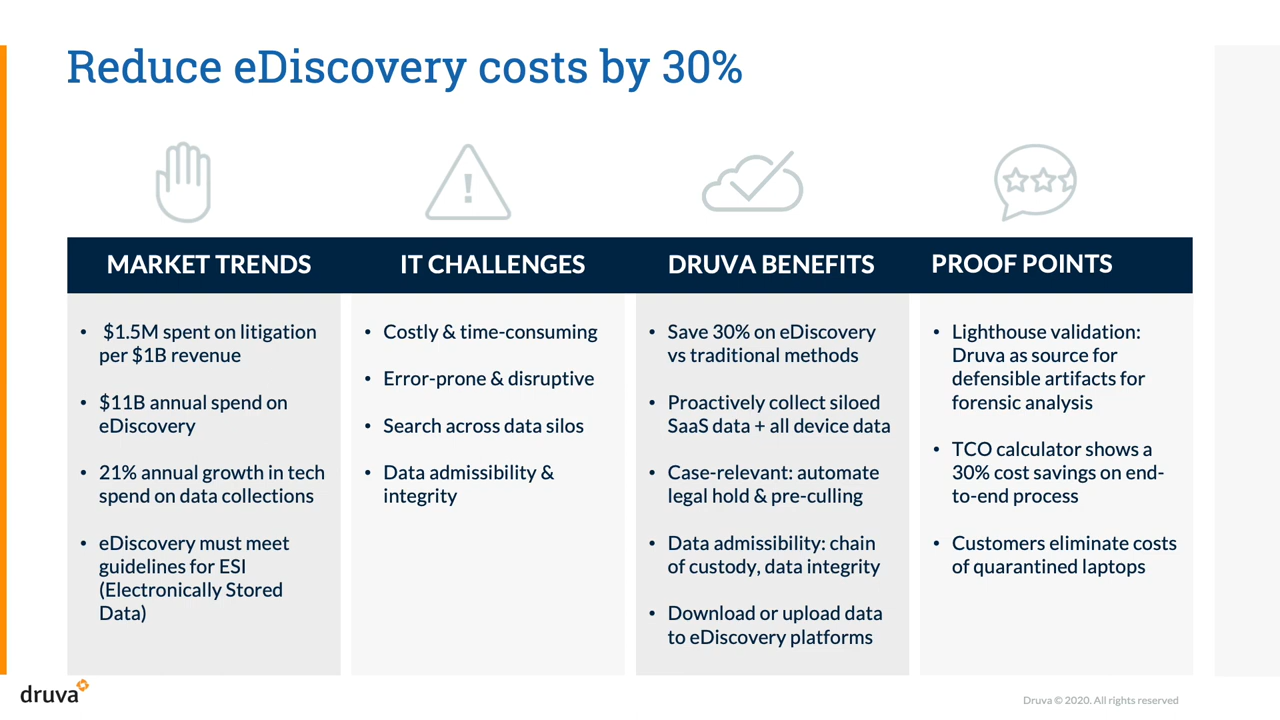 Reduce eDiscovery costs by 30%
MARKET TRENDS
• $1.5M spent on litigation
per $1B revenue
• $11B annual spend on
eDiscovery
• 21% annual growth in tech
spend on data collections
• eDiscovery must meet
guidelines for ESI
(Electronically Stored
Data)
IT CHALLENGES
• Costly & time-consuming
• Error-prone & disruptive
• Search across data silos
• Data admissibility &
integrity
DRUVA BENEFITS
• Save 30% on eDiscovery
vs traditional methods
• Proactively collect siloed
SaaS data + all device data
• Case-relevant: automate
legal hold & pre-culling
• Data admissibility: chain
of custody, data integrity
• Download or upload data
to eDiscovery platforms
PROOF POINTS
• Lighthouse validation:
Druva as source for
defensible artifacts for
forensic analysis
• TCO calculator shows a
30% cost savings on end-
to-end process
• Customers eliminate costs
of quarantined laptops
druva
Druva © 2020. All rights reserved